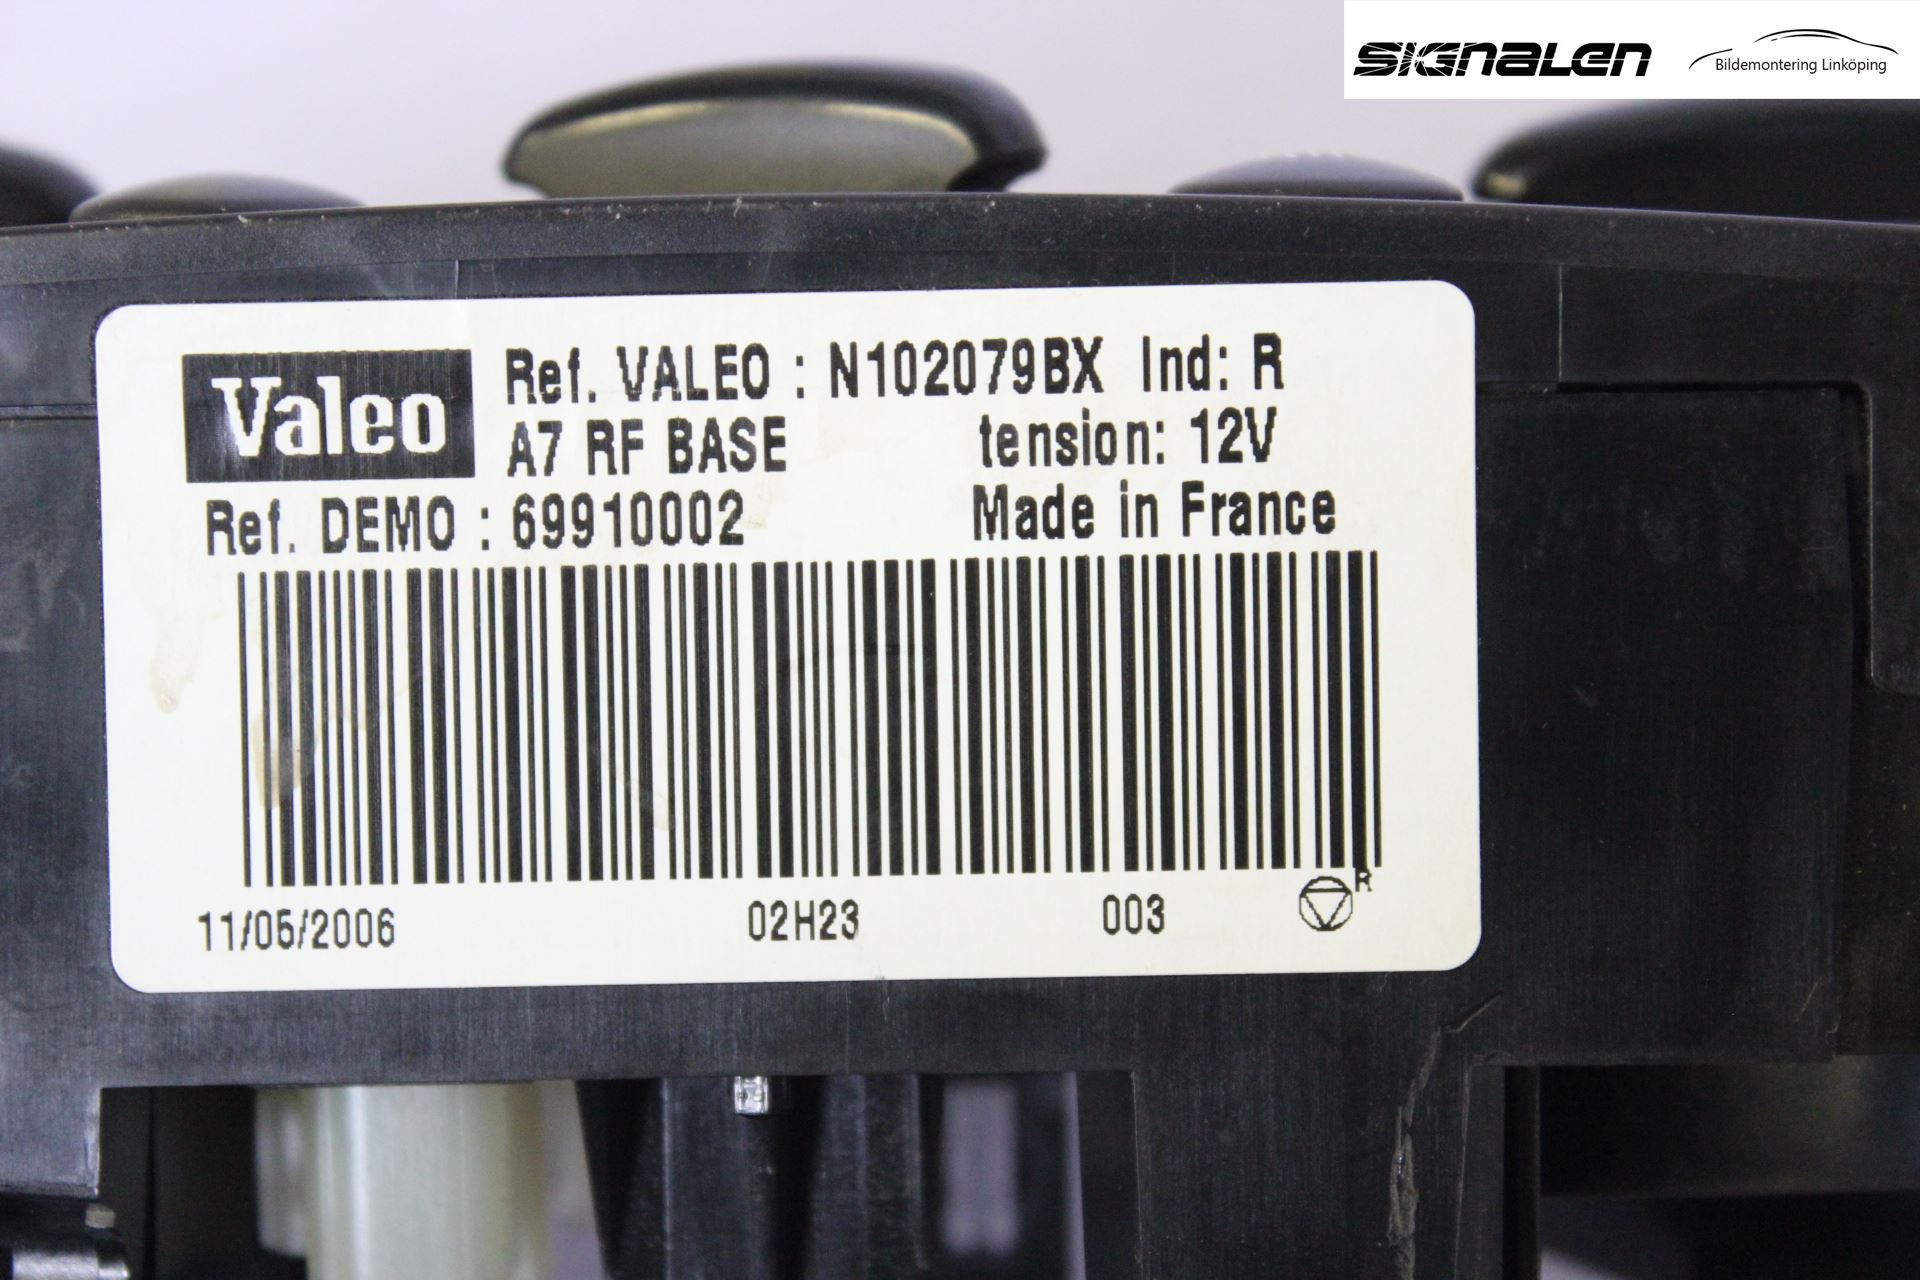 SIGNALEN
Bildemontering Linköping
Valeo
Ref. VALEO : N102079BX Ind: R
A7 RF BASE tension: 12V
Ref. DEMO : 69910002 Made in France
11/05/2006 02H23 003 R